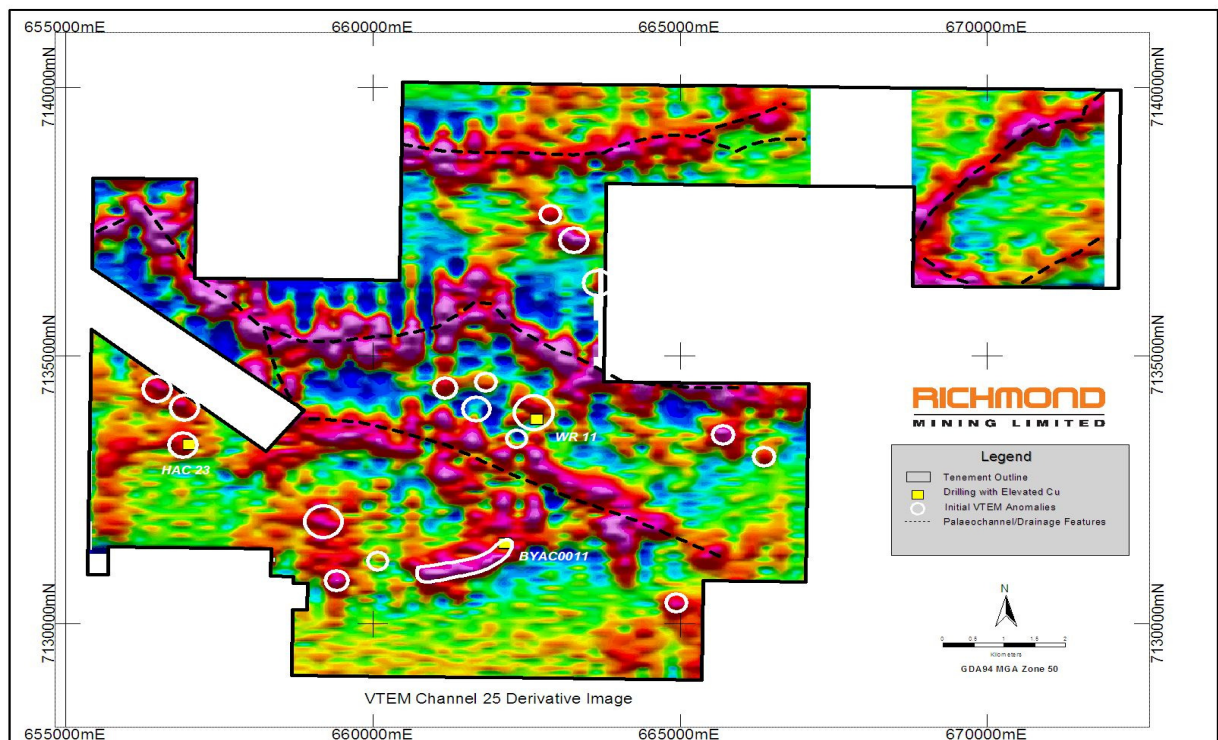 655000mE 660000mE 665000mE 670000mE
7140000mN 7140000mN
7135000mN 7135000mN
RICHMOND
MINING LIMITED
WR 11
HAC 23
Legend
Tenement Outline
Drilling with Elevated Cu
Initial VTEM Anomalies
Palaeochannel/Drainage Features
BYAC0011
N
7130000mN 7130000mN
0 0.5 1 1.5 2
Kilometers
GDA94 MGA Zone 50
VTEM Channel 25 Derivative Image
655000mE 660000mE 665000mE 670000mE